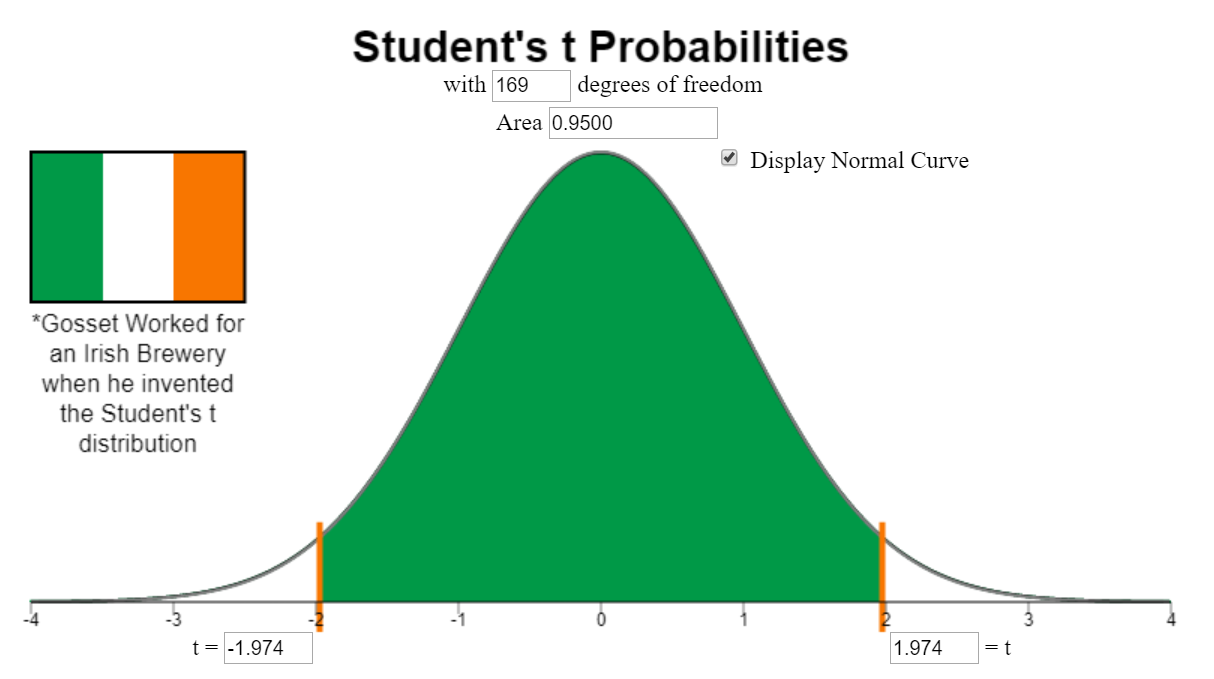 Student's t Probabilities
with 169 degrees of freedom
Area 0.9500
Display Normal Curve
*Gosset Worked for
an Irish Brewery
when he invented
the Student's t
distribution
-4 -3 -2 -1 0 1 2 3 4
t = -1.974 1.974 = t